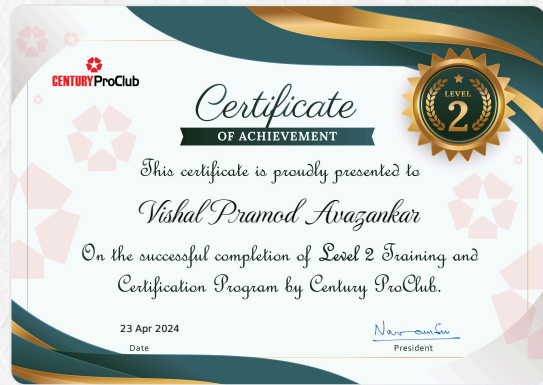 CENTURY ProClub
Certificate
OF ACHIEVEMENT
LEVEL
2
This certificate is proudly presented to
Vishal Pramod Avazankar
On the successful completion of Level 2 Training and
Certification Program by Century ProClub.
23 Apr 2024
Date
President